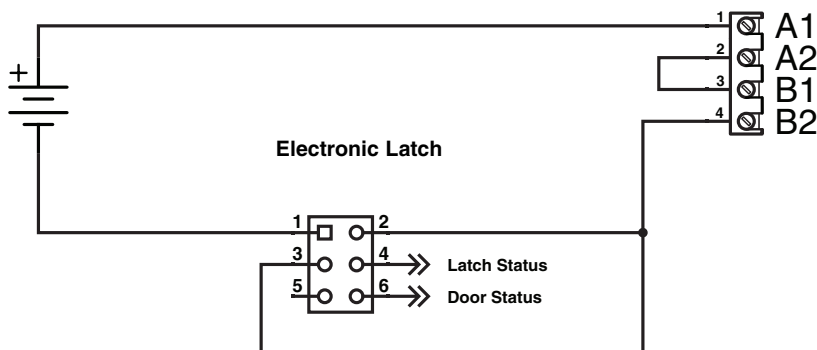 1 A1
2 A2
+
3 B1
4 B2
Electronic Latch
1 2
3 4 Latch Status
5 6 Door Status